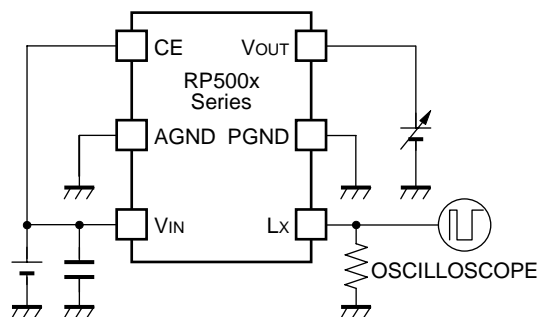 CE
VOUT
RP500x
Series
AGND
PGND
VIN
LX
OSCILLOSCOPE